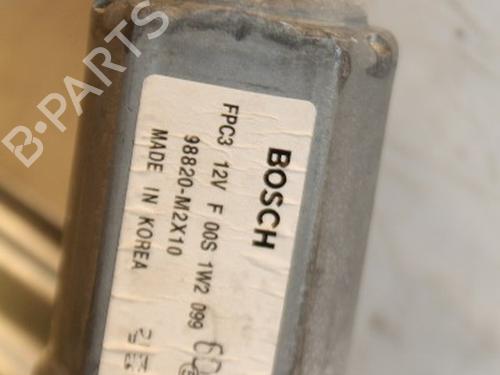 B·PARTS
BOSCH
FPC3 12V F 00S 1W2 099
98820-M2X10
MADE IN KOREA